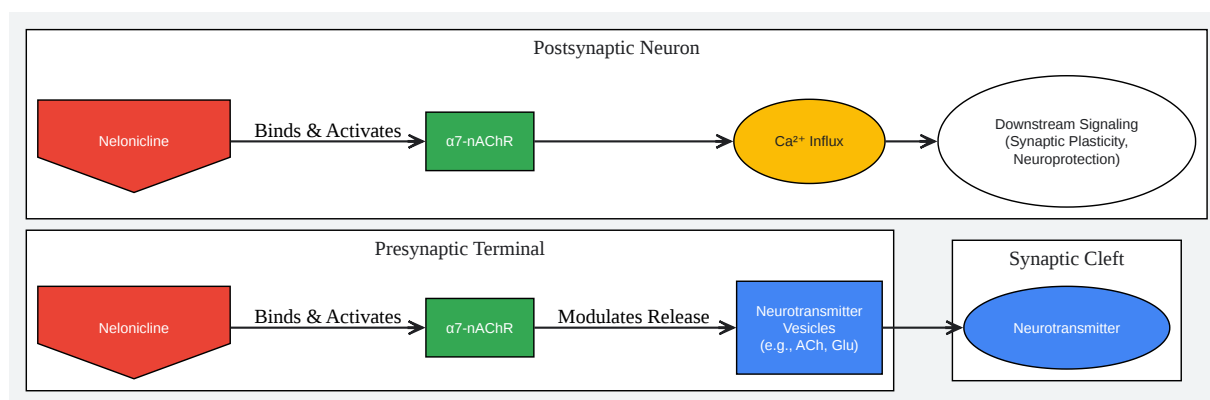 Postsynaptic Neuron
Nelonicline
Binds & Activates
α7-nAChR
Ca²⁺ Influx
Downstream Signaling
(Synaptic Plasticity,
Neuroprotection)
Presynaptic Terminal
Nelonicline
Binds & Activates
α7-nAChR
Modulates Release
Neurotransmitter
Vesicles
(e.g., ACh, Glu)
Synaptic Cleft
Neurotransmitter